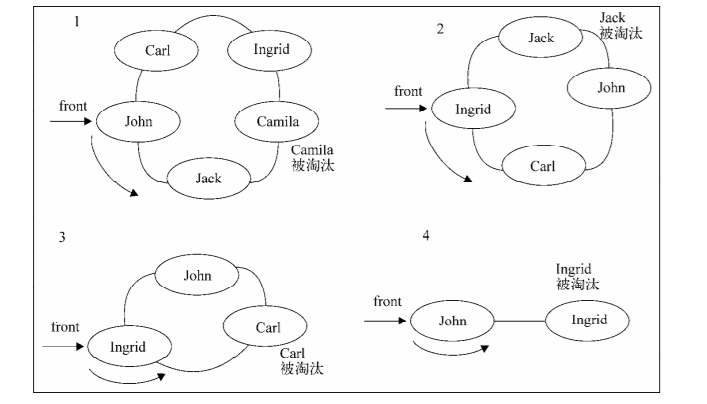 1
Carl
Ingrid
front
John
Camila
Camila
被淘汰
Jack
2
Jack
被淘汰
Jack
John
front
Ingrid
Carl
3
John
front
Ingrid
Carl
Carl
被淘汰
4
Ingrid
被淘汰
front
John
Ingrid